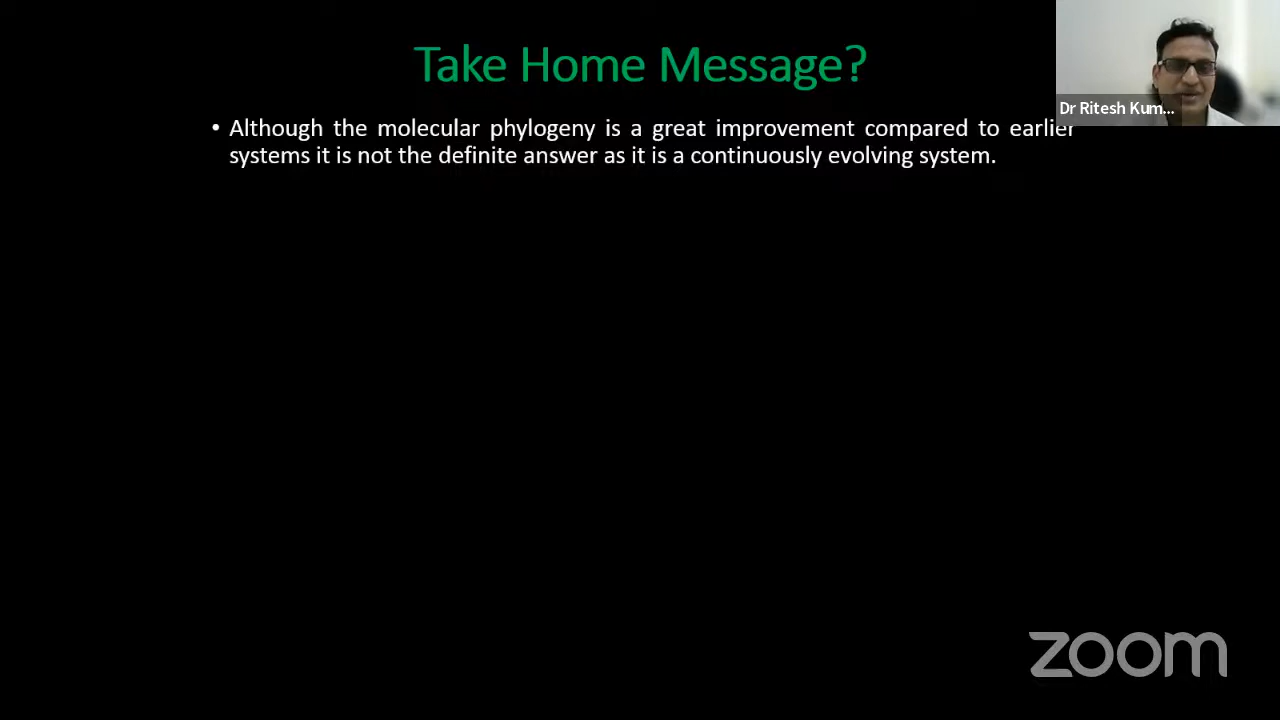 Take Home Message?
Dr Ritesh Kum...
• Although the molecular phylogeny is a great improvement compared to earlier
systems it is not the definite answer as it is a continuously evolving system.
zoom